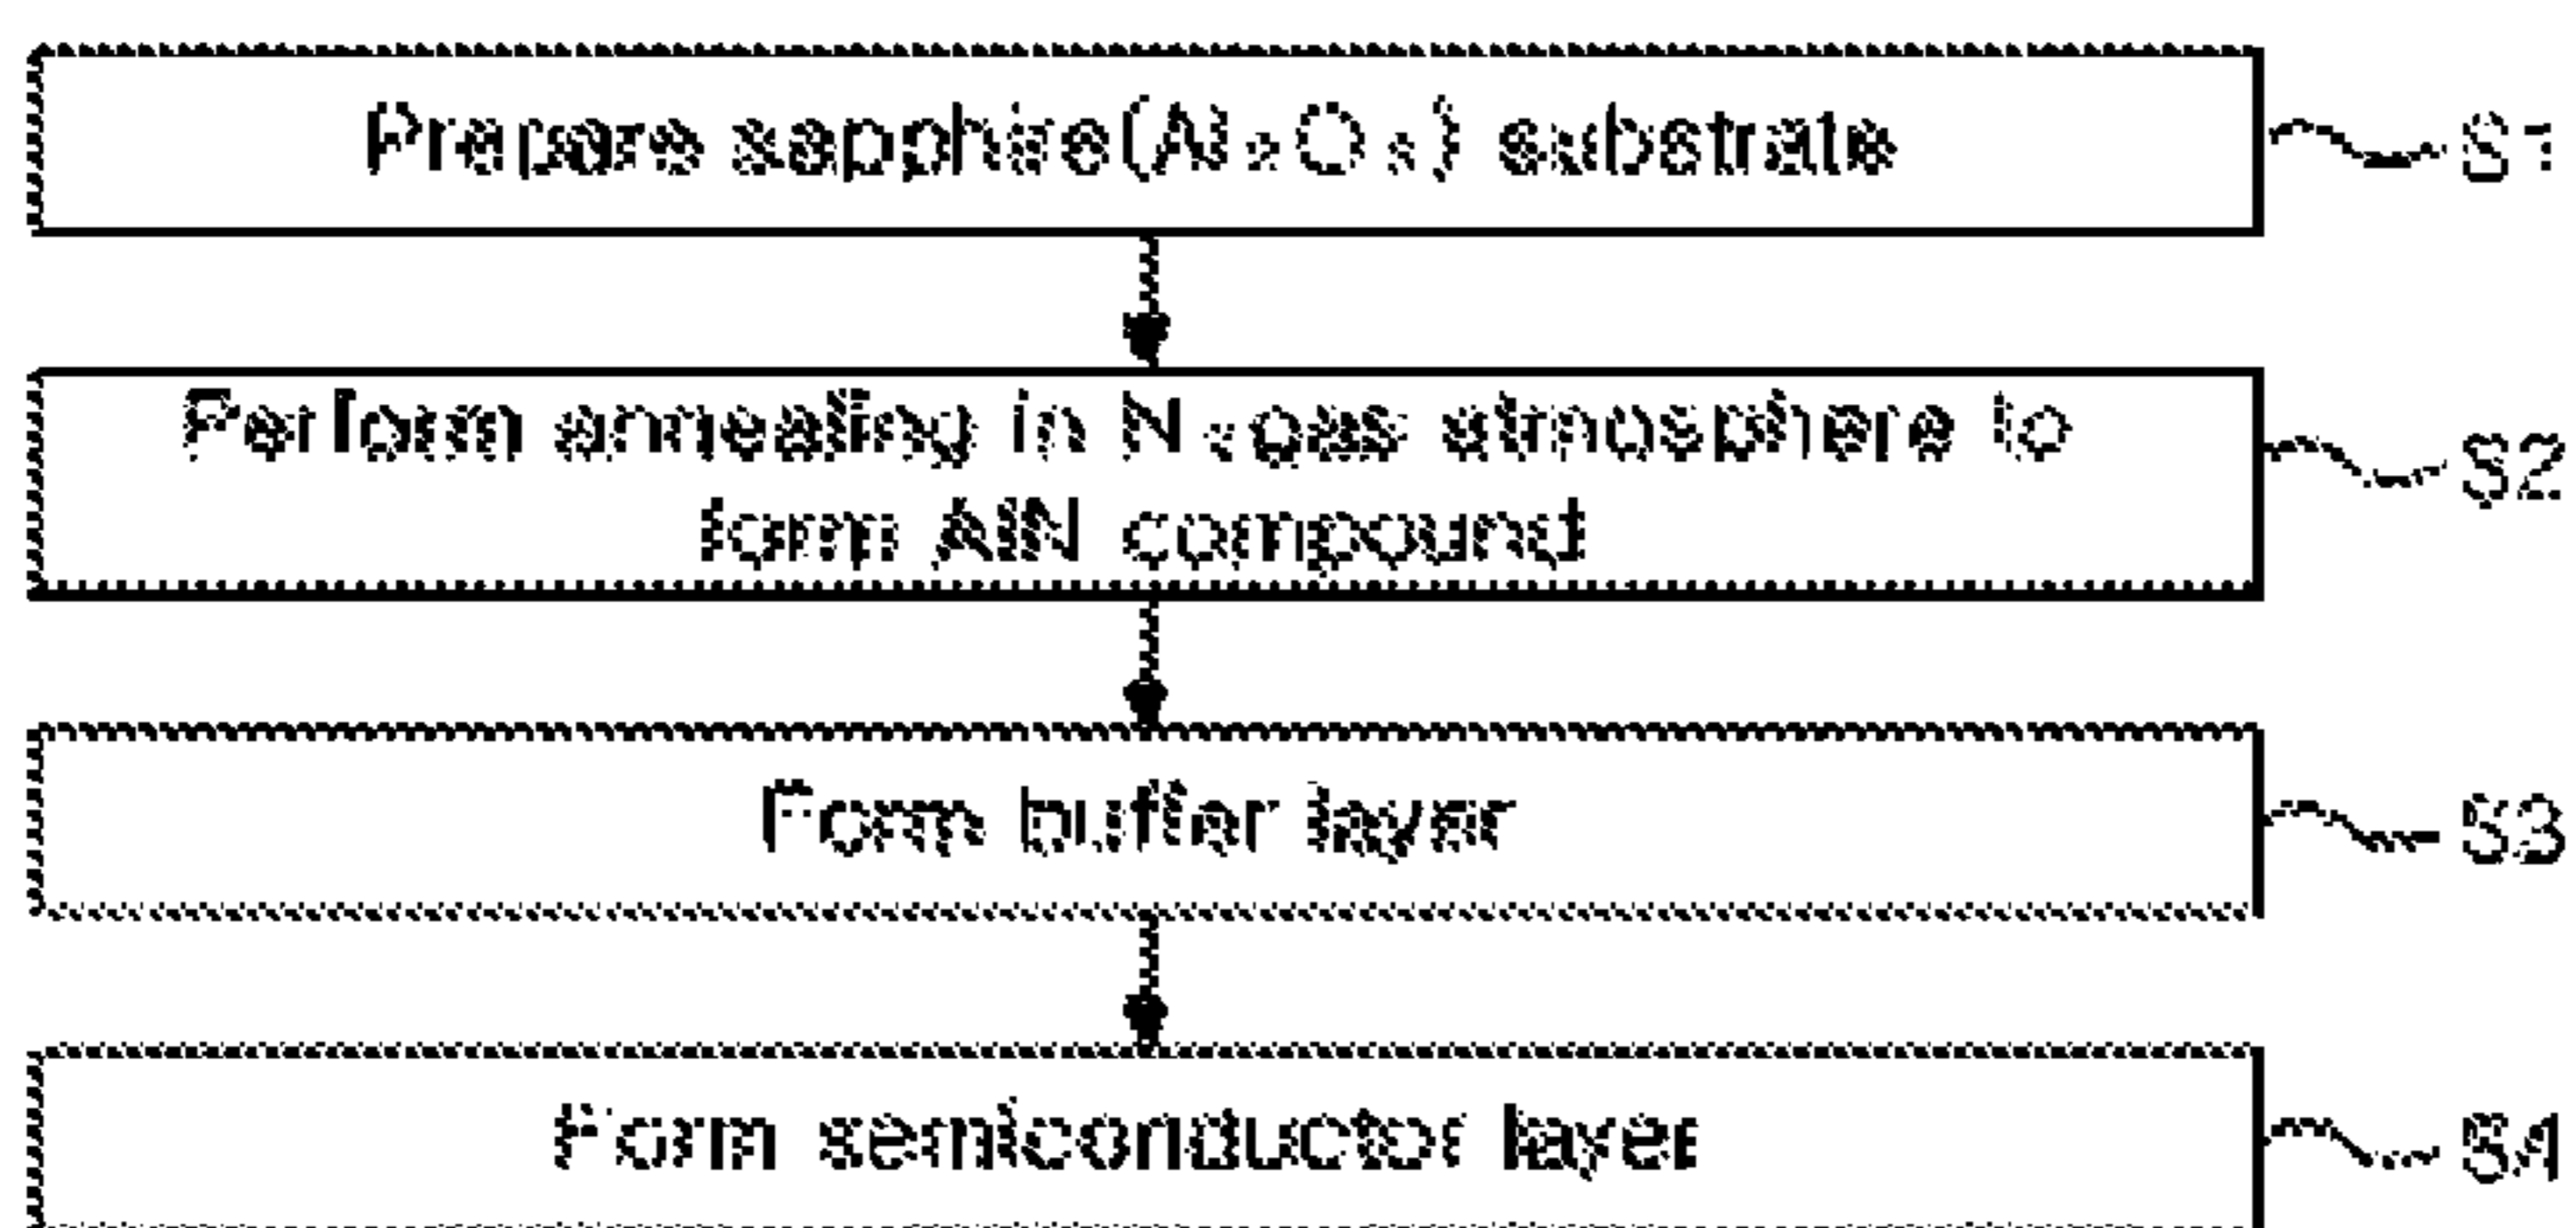 Prepare sapphire(Al₂O₃) substrate
S1
Perform annealing in N₂ gas atmosphere to
form AlN compound
S2
Form buffer layer
S3
Form semiconductor layer
S4